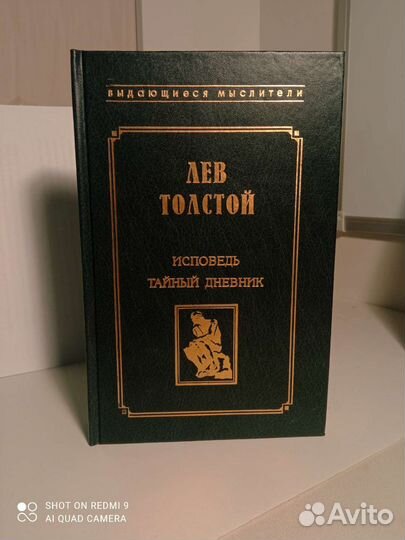 выдающиеся мыслители
ЛЕВ
ТОЛСТОЙ
ИСПОВЕДЬ
ТАЙНЫЙ ДНЕВНИК
SHOT ON REDMI 9
AI QUAD CAMERA
Avito